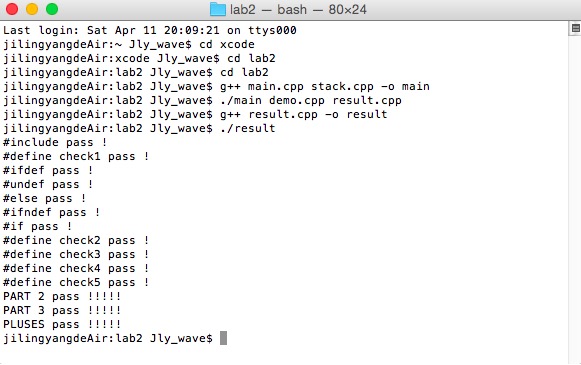 lab2 — bash — 80×24
Last login: Sat Apr 11 20:09:21 on ttys000
jilingyangdeAir:~ Jly_wave$ cd xcode
jilingyangdeAir:xcode Jly_wave$ cd lab2
jilingyangdeAir:lab2 Jly_wave$ cd lab2
jilingyangdeAir:lab2 Jly_wave$ g++ main.cpp stack.cpp -o main
jilingyangdeAir:lab2 Jly_wave$ ./main demo.cpp result.cpp
jilingyangdeAir:lab2 Jly_wave$ g++ result.cpp -o result
jilingyangdeAir:lab2 Jly_wave$ ./result
#include pass !
#define check1 pass !
#ifdef pass !
#undef pass !
#else pass !
#ifndef pass !
#if pass !
#define check2 pass !
#define check3 pass !
#define check4 pass !
#define check5 pass !
PART 2 pass !!!!!
PART 3 pass !!!!!
PLUSES pass !!!!!
jilingyangdeAir:lab2 Jly_wave$